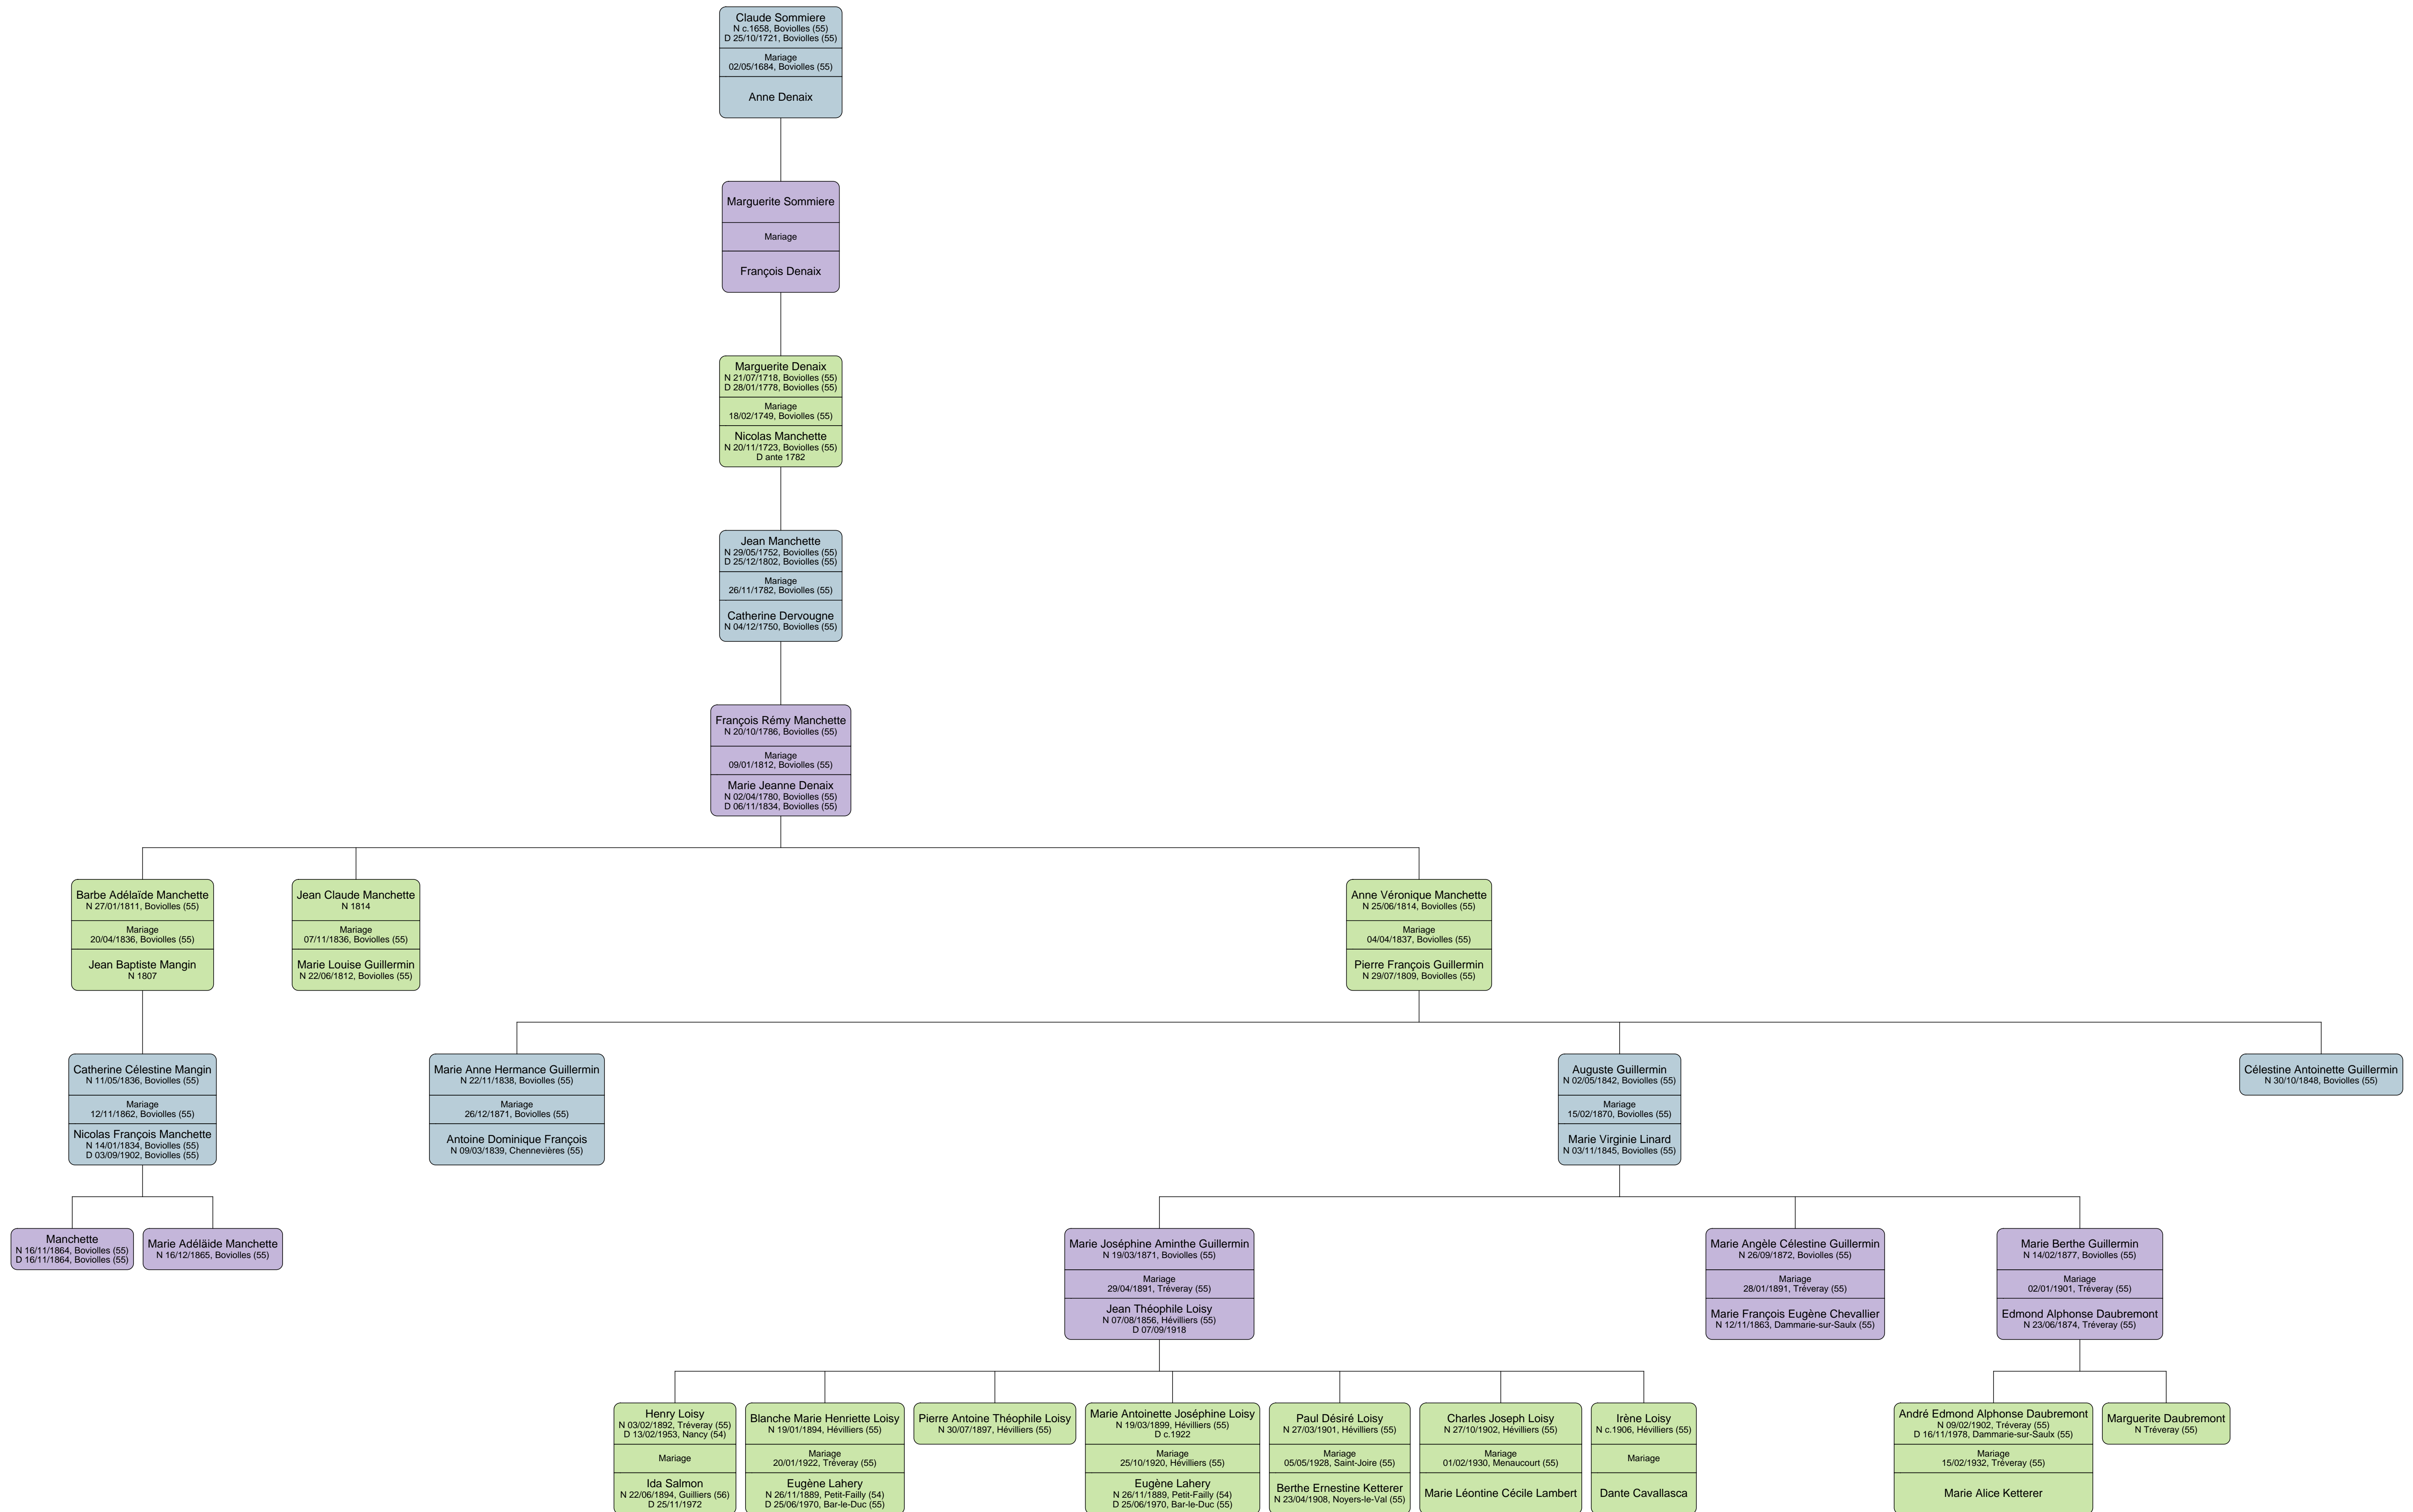 Claude Sommiere
N c.1658, Boviolles (55)
D 25/10/1721, Boviolles (55)
Mariage
02/05/1684, Boviolles (55)
Anne Denaix
Marguerite Sommiere
Mariage
François Denaix
Marguerite Denaix
N 21/07/1718, Boviolles (55)
D 28/01/1778, Boviolles (55)
Mariage
18/02/1749, Boviolles (55)
Nicolas Manchette
N 20/11/1723, Boviolles (55)
D ante 1782
Jean Manchette
N 29/05/1752, Boviolles (55)
D 25/12/1802, Boviolles (55)
Mariage
26/11/1782, Boviolles (55)
Catherine Dervougne
N 04/12/1750, Boviolles (55)
François Rémy Manchette
N 20/10/1786, Boviolles (55)
Mariage
09/01/1812, Boviolles (55)
Marie Jeanne Denaix
N 02/04/1780, Boviolles (55)
D 06/11/1834, Boviolles (55)
Barbe Adélaïde Manchette
N 27/01/1811, Boviolles (55)
Mariage
20/04/1836, Boviolles (55)
Jean Baptiste Mangin
N 1807
Jean Claude Manchette
N 1814
Mariage
07/11/1836, Boviolles (55)
Marie Louise Guillermin
N 22/06/1812, Boviolles (55)
Anne Véronique Manchette
N 25/06/1814, Boviolles (55)
Mariage
04/04/1837, Boviolles (55)
Pierre François Guillermin
N 29/07/1809, Boviolles (55)
Catherine Célestine Mangin
N 11/05/1836, Boviolles (55)
Mariage
12/11/1862, Boviolles (55)
Nicolas François Manchette
N 14/01/1834, Boviolles (55)
D 03/09/1902, Boviolles (55)
Marie Anne Hermance Guillermin
N 22/11/1838, Boviolles (55)
Mariage
26/12/1871, Boviolles (55)
Antoine Dominique François
N 09/03/1839, Chennevières (55)
Auguste Guillermin
N 02/05/1842, Boviolles (55)
Mariage
15/02/1870, Boviolles (55)
Marie Virginie Linard
N 03/11/1845, Boviolles (55)
Célestine Antoinette Guillermin
N 30/10/1848, Boviolles (55)
Manchette
N 16/11/1864, Boviolles (55)
D 16/11/1864, Boviolles (55)
Marie Adéläide Manchette
N 16/12/1865, Boviolles (55)
Marie Joséphine Aminthe Guillermin
N 19/03/1871, Boviolles (55)
Mariage
29/04/1891, Tréveray (55)
Jean Théophile Loisy
N 07/08/1856, Hévilliers (55)
D 07/09/1918
Marie Angèle Célestine Guillermin
N 26/09/1872, Boviolles (55)
Mariage
28/01/1891, Tréveray (55)
Marie François Eugène Chevallier
N 12/11/1863, Dammarie-sur-Saulx (55)
Marie Berthe Guillermin
N 14/02/1877, Boviolles (55)
Mariage
02/01/1901, Tréveray (55)
Edmond Alphonse Daubremont
N 23/06/1874, Tréveray (55)
Henry Loisy
N 03/02/1892, Tréveray (55)
D 13/02/1953, Nancy (54)
Mariage
Ida Salmon
N 22/06/1894, Guilliers (56)
D 25/11/1972
Blanche Marie Henriette Loisy
N 19/01/1894, Hévilliers (55)
Mariage
20/01/1922, Tréveray (55)
Eugène Lahery
N 26/11/1889, Petit-Failly (54)
D 25/06/1970, Bar-le-Duc (55)
Pierre Antoine Théophile Loisy
N 30/07/1897, Hévilliers (55)
Marie Antoinette Joséphine Loisy
N 19/03/1899, Hévilliers (55)
D c.1922
Mariage
25/10/1920, Hévilliers (55)
Eugène Lahery
N 26/11/1889, Petit-Failly (54)
D 25/06/1970, Bar-le-Duc (55)
Paul Désiré Loisy
N 27/03/1901, Hévilliers (55)
Mariage
05/05/1928, Saint-Joire (55)
Berthe Ernestine Ketterer
N 23/04/1908, Noyers-le-Val (55)
Charles Joseph Loisy
N 27/10/1902, Hévilliers (55)
Mariage
01/02/1930, Menaucourt (55)
Marie Léontine Cécile Lambert
Irène Loisy
N c.1906, Hévilliers (55)
Mariage
Dante Cavallasca
André Edmond Alphonse Daubremont
N 09/02/1902, Tréveray (55)
D 16/11/1978, Dammarie-sur-Saulx (55)
Mariage
15/02/1932, Tréveray (55)
Marie Alice Ketterer
Marguerite Daubremont
N Tréveray (55)